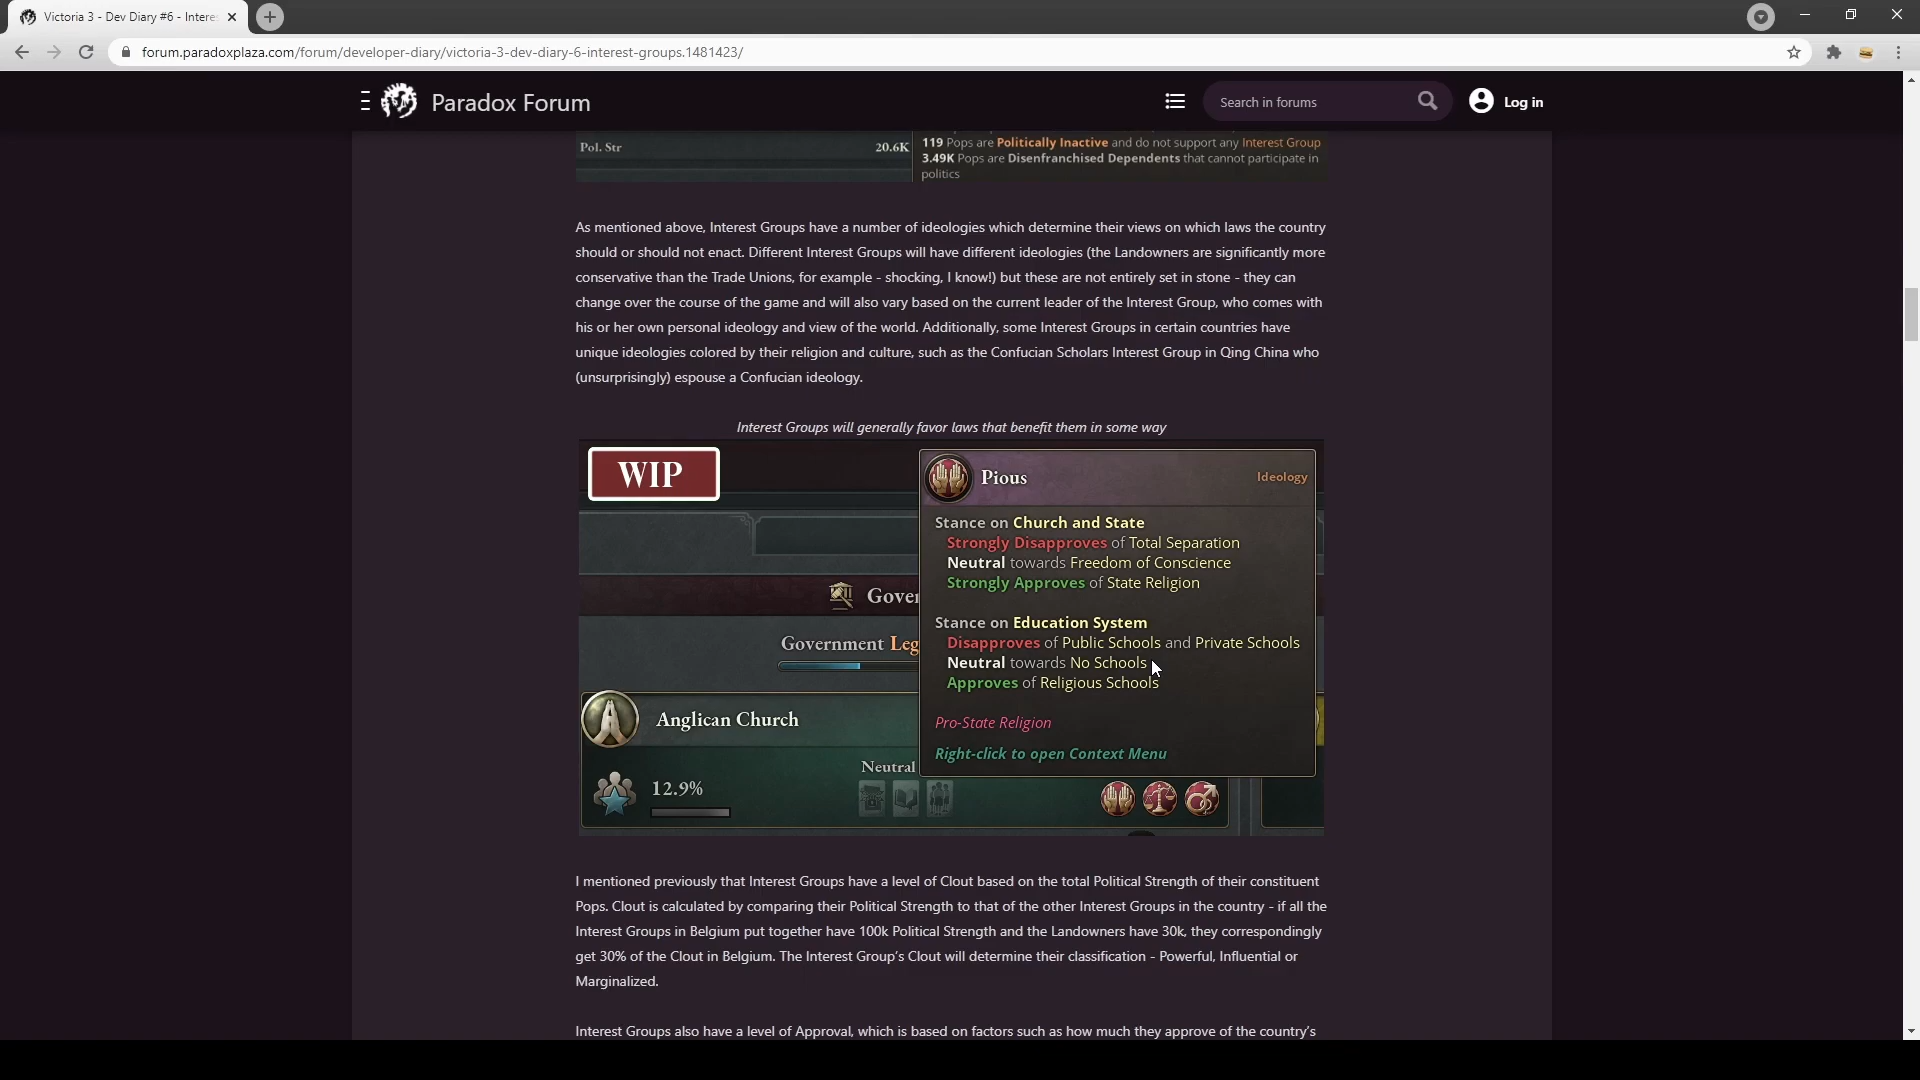 Victoria 3 - Dev Diary #6 - Intere
forum.paradoxplaza.com/forum/developer-diary/victoria-3-dev-diary-6-interest-groups.1481423/
Paradox Forum
Search in forums
Log in
Pol. Str 20.6K
119 Pops are Politically Inactive and do not support any Interest Group
3.49K Pops are Disenfranchised Dependents that cannot participate in
politics
As mentioned above, Interest Groups have a number of ideologies which determine their views on which laws the country
should or should not enact. Different Interest Groups will have different ideologies (the Landowners are significantly more
conservative than the Trade Unions, for example - shocking, I know!) but these are not entirely set in stone - they can
change over the course of the game and will also vary based on the current leader of the Interest Group, who comes with
his or her own personal ideology and view of the world. Additionally, some Interest Groups in certain countries have
unique ideologies colored by their religion and culture, such as the Confucian Scholars Interest Group in Qing China who
(unsurprisingly) espouse a Confucian ideology.
Interest Groups will generally favor laws that benefit them in some way
WIP
Pious
Ideology
Stance on Church and State
Strongly Disapproves of Total Separation
Neutral towards Freedom of Conscience
Strongly Approves of State Religion
Gover
Stance on Education System
Government Leg
Disapproves of Public Schools and Private Schools
Neutral towards No Schools
Approves of Religious Schools
Anglican Church
Pro-State Religion
Right-click to open Context Menu
Neutral
12.9%
I mentioned previously that Interest Groups have a level of Clout based on the total Political Strength of their constituent
Pops. Clout is calculated by comparing their Political Strength to that of the other Interest Groups in the country - if all the
Interest Groups in Belgium put together have 100k Political Strength and the Landowners have 30k, they correspondingly
get 30% of the Clout in Belgium. The Interest Group's Clout will determine their classification - Powerful, Influential or
Marginalized.
Interest Groups also have a level of Approval, which is based on factors such as how much they approve of the country's